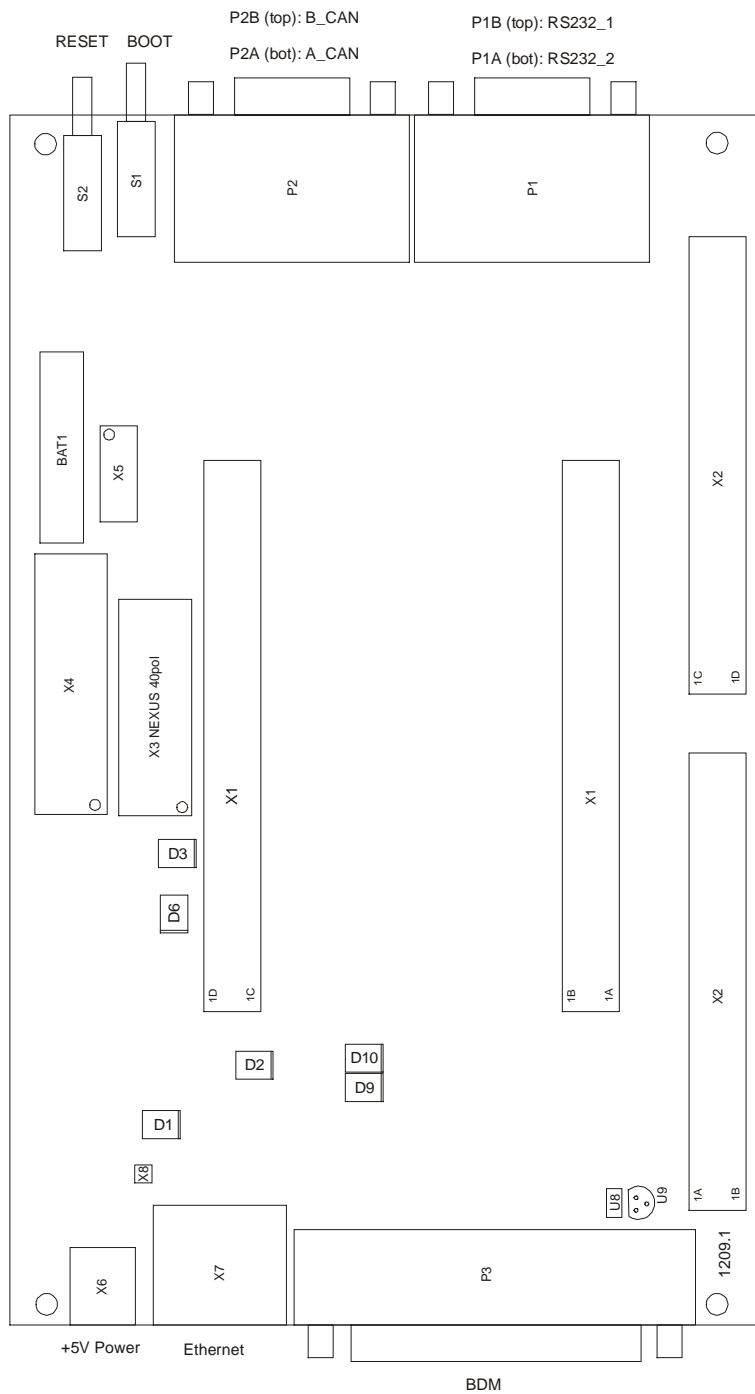 P2B (top): B_CAN
P1B (top): RS232_1
RESET
BOOT
P2A (bot): A_CAN
P1A (bot): RS232_2
S2
S1
P2
P1
BAT1
X5
X2
1C
1D
X4
X3 NEXUS 40pol
X1
1D
1C
X1
1B
1A
D3
D6
X2
1A
1B
D2
D10
D9
D1
X8
U8
U9
X6
X7
P3
1209.1
+5V Power
Ethernet
BDM